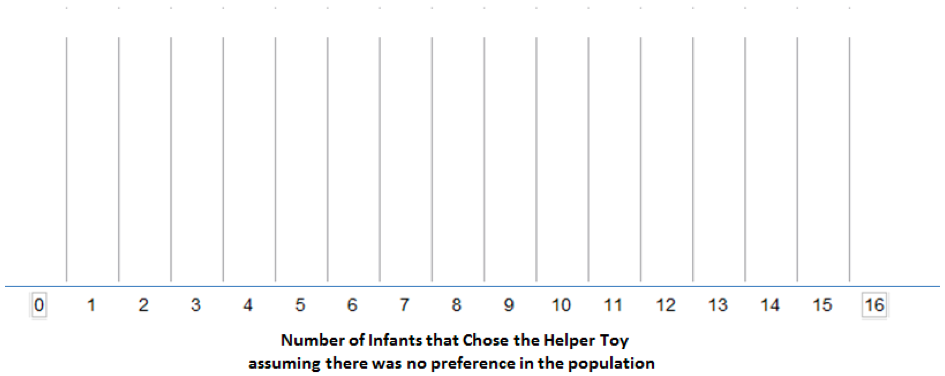 0 1 2 3 4 5 6 7 8 9 10 11 12 13 14 15 16
Number of Infants that Chose the Helper Toy
assuming there was no preference in the population